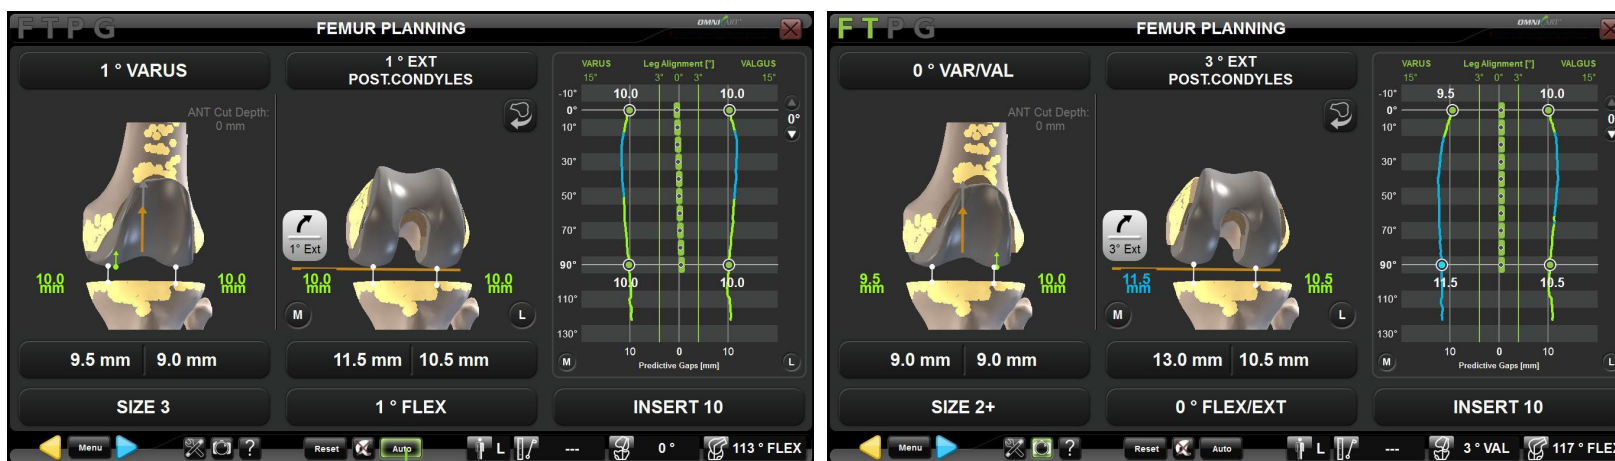 F T P G
FEMUR PLANNING
OMNI
1 ° VARUS
1 ° EXT
POST.CONDYLES
VARUS Leg Alignment [°] VALGUS
15° 3° 0° 3° 15°
ANT Cut Depth:
0 mm
-10°
10.0 10.0
0°
0°
10°
30°
50°
70°
90°
110°
130°
10.0 10.0
1° Ext
10.0 mm
10.0 mm
10.0 mm
10.0 mm
M
L
10 0 10
M
Predictive Gaps [mm]
L
9.5 mm 9.0 mm
11.5 mm 10.5 mm
SIZE 3
1 ° FLEX
INSERT 10
Menu
?
Reset
Auto
L
---
0 °
113 ° FLEX
F T P G
FEMUR PLANNING
OMNI
0 ° VAR/VAL
3 ° EXT
POST.CONDYLES
VARUS Leg Alignment [°] VALGUS
15° 3° 0° 3° 15°
ANT Cut Depth:
0 mm
-10°
9.5 10.0
0°
0
10°
30°
50°
70°
90°
110°
130°
11.5 10.5
3° Ext
9.5 mm
10.0 mm
11.5 mm
10.5 mm
M
L
10 0 10
M
Predictive Gaps [mm]
9.0 mm 9.0 mm
13.0 mm 10.5 mm
SIZE 2+
0 ° FLEX/EXT
INSERT 10
Menu
?
Reset
Auto
L
---
3 ° VAL
117 ° FLE